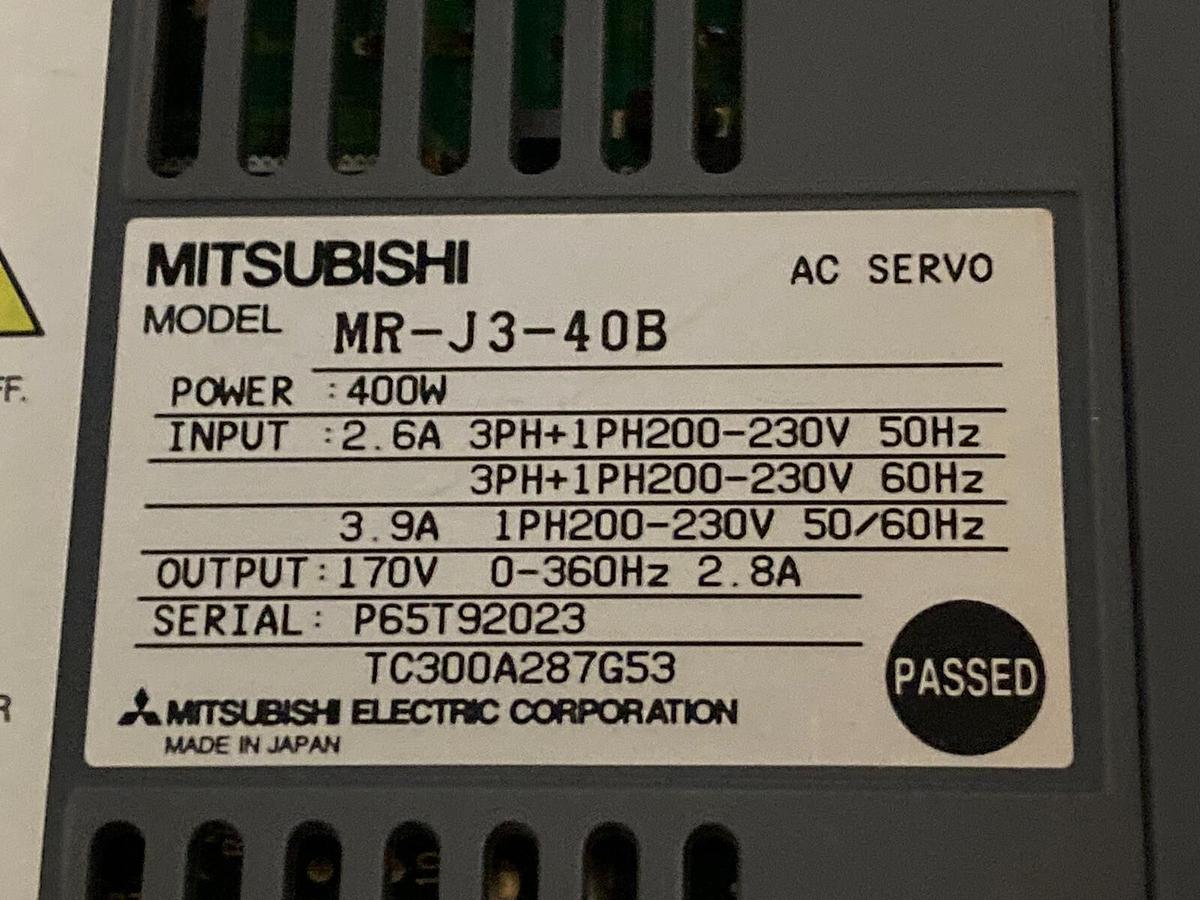 MITSUBISHI AC SERVO
MODEL MR-J3-40B
POWER :400W
INPUT :2.6A 3PH+1PH200-230V 50Hz
3PH+1PH200-230V 60Hz
3.9A 1PH200-230V 50/60Hz
OUTPUT:170V 0-360Hz 2.8A
SERIAL: P65T92023
TC300A287G53
PASSED
MITSUBISHI ELECTRIC CORPORATION
MADE IN JAPAN